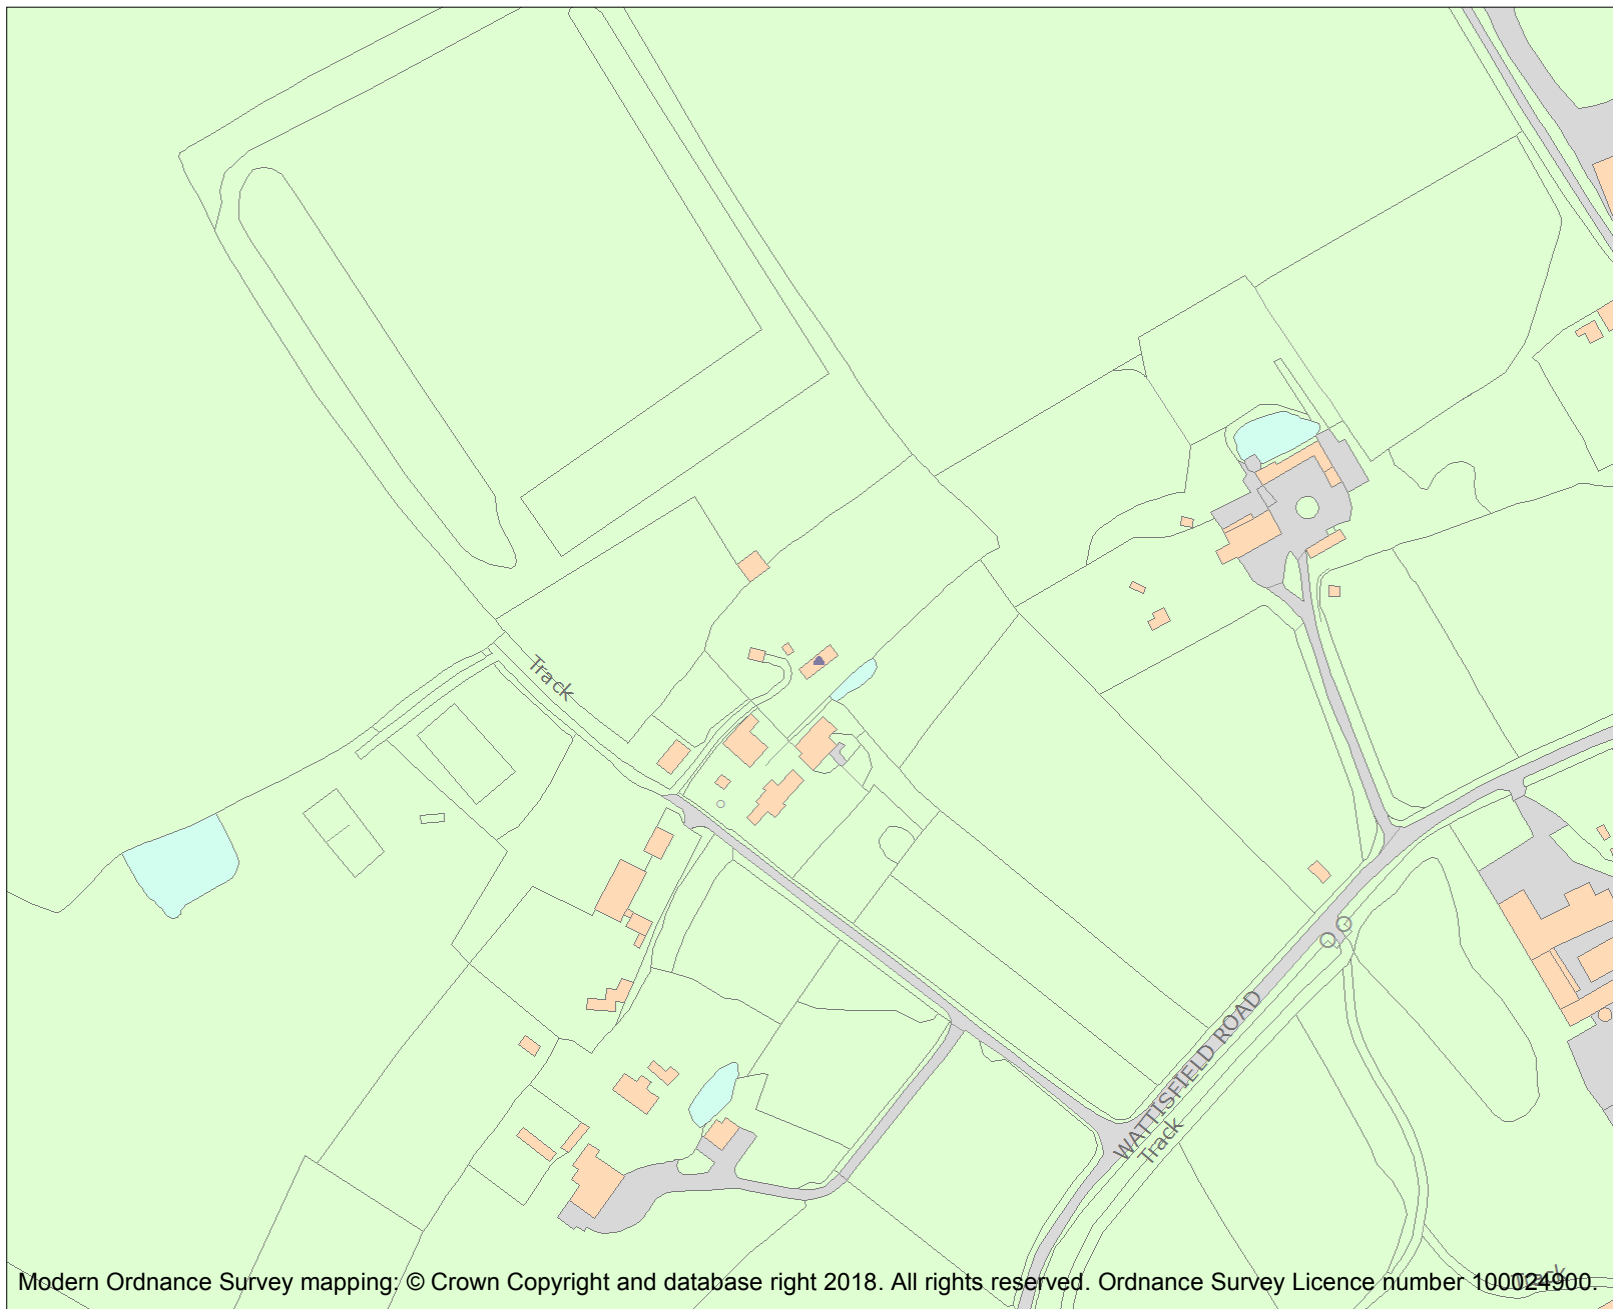 Track
WATTISFIELD ROAD
Track
Track
Modern Ordnance Survey mapping: © Crown Copyright and database right 2018. All rights reserved. Ordnance Survey Licence number 100024900.